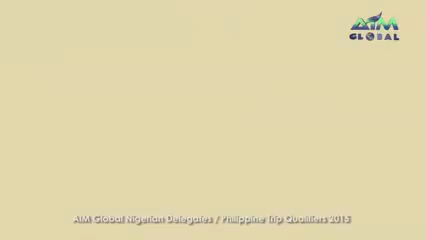 AIM
GLOBAL
AIM Global Nigerian Delegates / Philippine Trip Qualifiers 2015